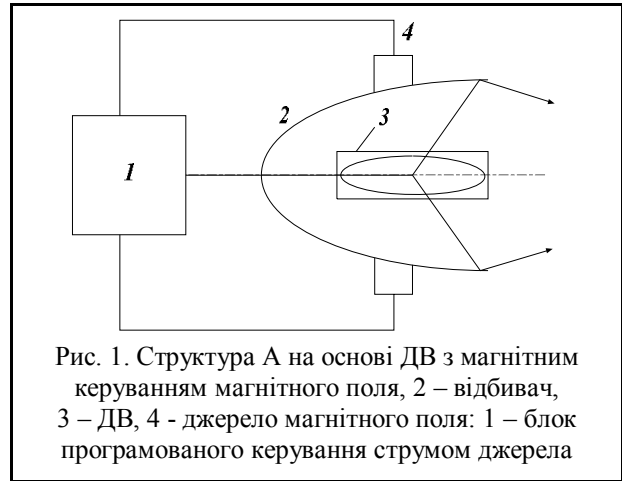 4
2
3
1
Рис. 1. Структура А на основі ДВ з магнітним
керуванням магнітного поля, 2 – відбивач,
3 – ДВ, 4 - джерело магнітного поля: 1 – блок
програмованого керування струмом джерела